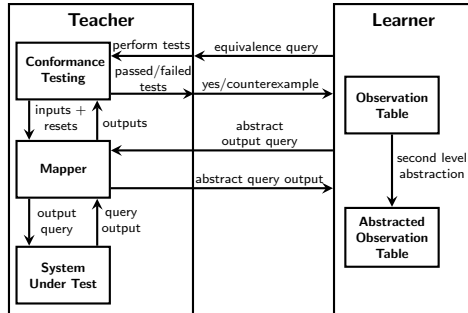 Teacher
Learner
perform tests
equivalence query
Conformance
Testing
passed/failed
tests
yes/counterexample
inputs +
resets
outputs
Observation
Table
abstract
output query
Mapper
second level
abstraction
abstract query output
output
query
query
output
Abstracted
Observation
Table
System
Under Test